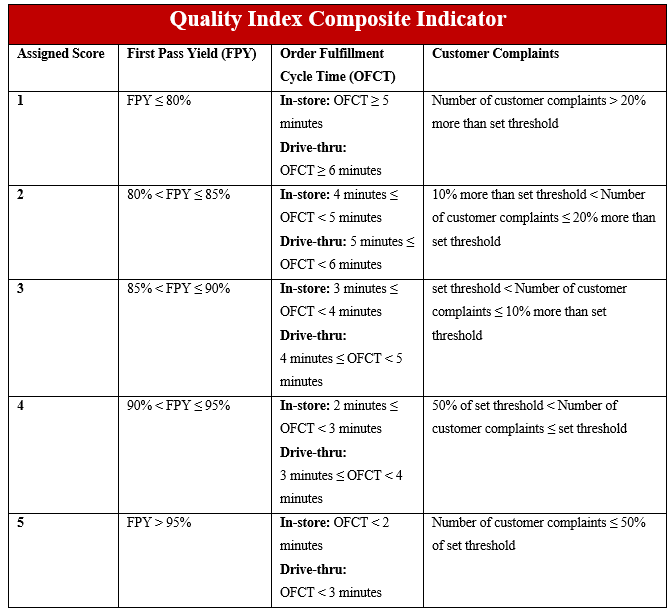 Quality Index Composite Indicator
Assigned Score
First Pass Yield (FPY)
Order Fulfillment
Cycle Time (OFCT)
Customer Complaints
1
FPY ≤ 80%
In-store: OFCT ≥ 5
minutes
Drive-thru:
OFCT ≥ 6 minutes
Number of customer complaints > 20%
more than set threshold
2
80% < FPY ≤ 85%
In-store: 4 minutes ≤
OFCT < 5 minutes
Drive-thru: 5 minutes ≤
OFCT < 6 minutes
10% more than set threshold < Number
of customer complaints ≤ 20% more than
set threshold
3
85% < FPY ≤ 90%
In-store: 3 minutes ≤
OFCT < 4 minutes
Drive-thru:
4 minutes ≤ OFCT < 5
minutes
set threshold < Number of customer
complaints ≤ 10% more than set
threshold
4
90% < FPY ≤ 95%
In-store: 2 minutes ≤
OFCT < 3 minutes
Drive-thru:
3 minutes ≤ OFCT < 4
minutes
50% of set threshold < Number of
customer complaints ≤ set threshold
5
FPY > 95%
In-store: OFCT < 2
minutes
Drive-thru:
OFCT < 3 minutes
Number of customer complaints ≤ 50%
of set threshold